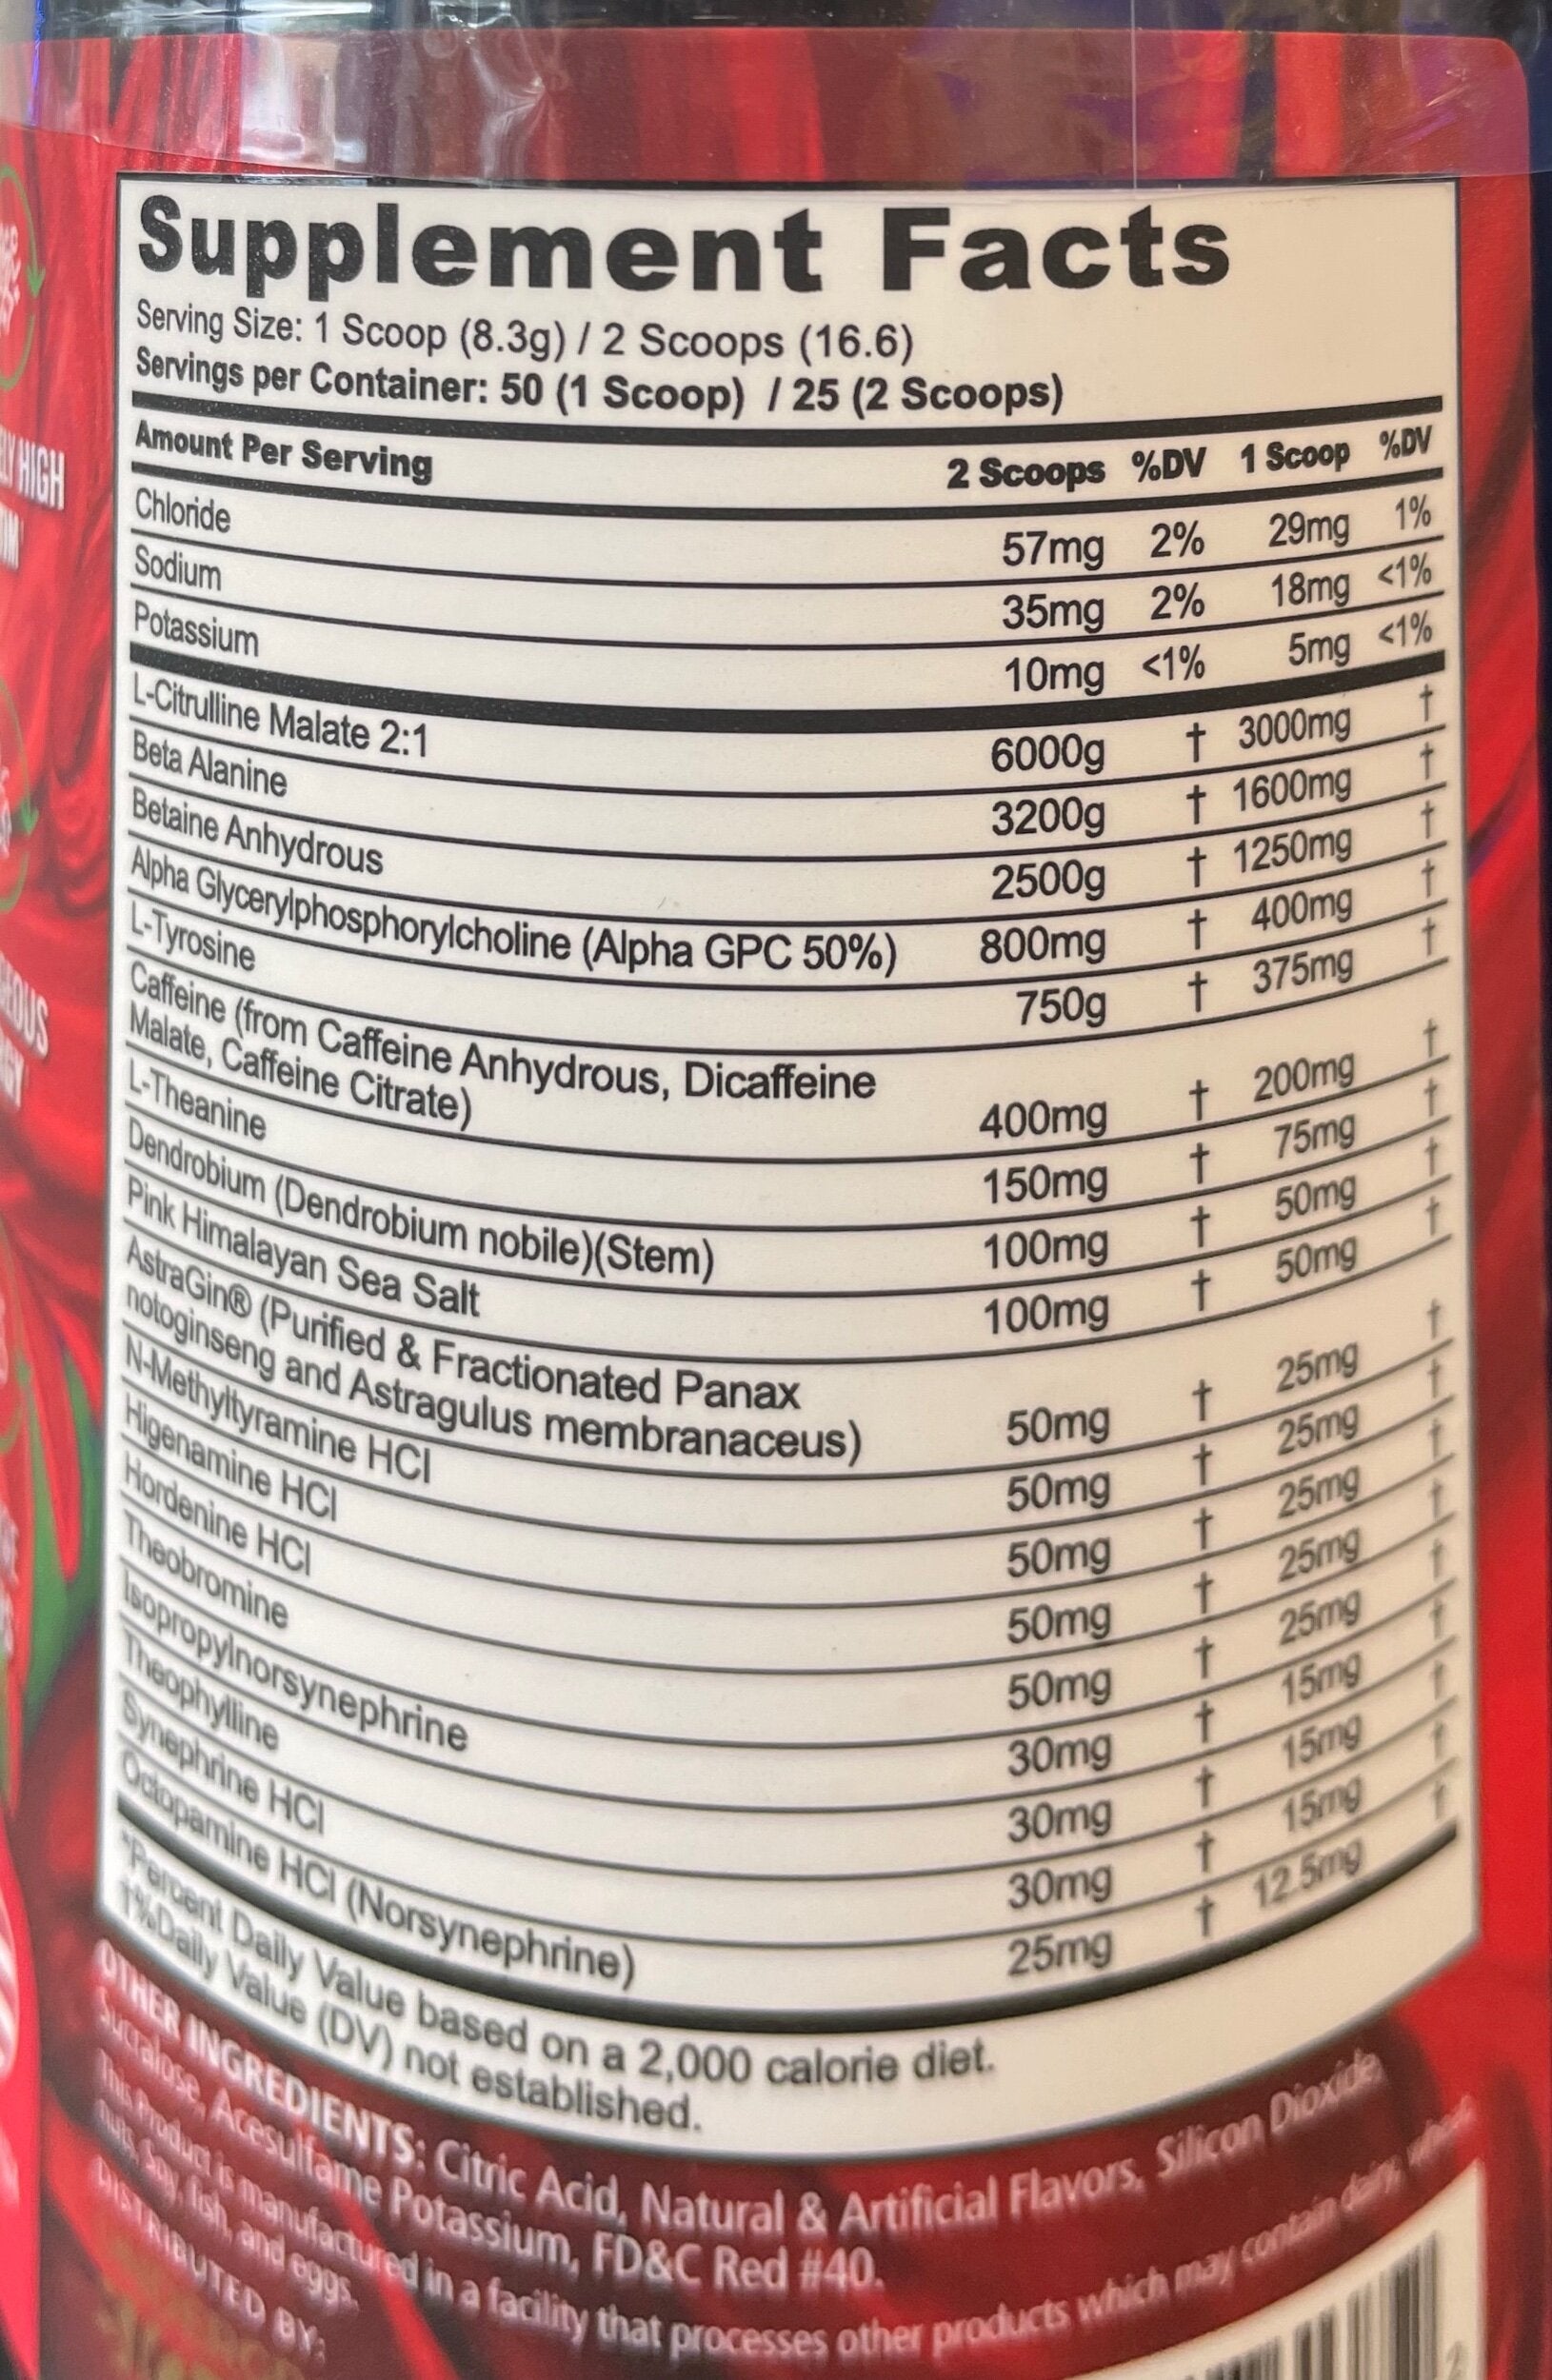 Supplement Facts
Serving Size: 1 Scoop (8.3g) / 2 Scoops (16.6)
Servings per Container: 50 (1 Scoop) / 25 (2 Scoops)
Amount Per Serving 2 Scoops %DV 1 Scoop %DV
Chloride 57mg 2% 29mg 1%
Sodium 35mg 2% 18mg <1%
Potassium 10mg <1% 5mg <1%
L-Citrulline Malate 2:1 6000g † 3000mg †
Beta Alanine 3200g † 1600mg †
Betaine Anhydrous 2500g † 1250mg †
Alpha Glycerylphosphorylcholine (Alpha GPC 50%) 800mg † 400mg †
L-Tyrosine 750g † 375mg †
Caffeine (from Caffeine Anhydrous, Dicaffeine
Malate, Caffeine Citrate) 400mg † 200mg †
L-Theanine 150mg † 75mg †
Dendrobium (Dendrobium nobile)(Stem) 100mg † 50mg †
Pink Himalayan Sea Salt 100mg † 50mg †
AstraGin® (Purified & Fractionated Panax
notoginseng and Astragulus membranaceus) 50mg † 25mg †
N-Methyltyramine HCl 50mg † 25mg †
Higenamine HCl 50mg † 25mg †
Hordenine HCl 50mg † 25mg †
Theobromine 50mg † 25mg †
Isopropylnorsynephrine 30mg † 15mg †
Theophylline 30mg † 15mg †
Synephrine HCl 30mg † 15mg †
Octopamine HCl (Norsynephrine) 25mg † 12.5mg †
*Percent Daily Value based on a 2,000 calorie diet.
†%Daily Value (DV) not established.
OTHER INGREDIENTS: Citric Acid, Natural & Artificial Flavors, Silicon Dioxide,
Sucralose, Acesulfame Potassium, FD&C Red #40.
This Product is manufactured in a facility that processes other products which may contain dairy,
nuts, Soy, fish, and eggs.
DISTRIBUTED BY:
HIGH